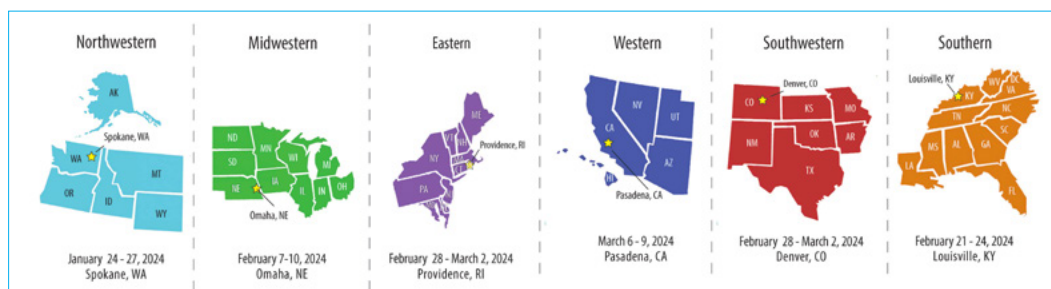 Northwestern
AK
Spokane, WA
WA
MT
OR
ID
WY
January 24 - 27, 2024
Spokane, WA
Midwestern
ND
MN
SD
WI
MI
NE
IA
IL
IN
OH
Omaha, NE
February 7-10, 2024
Omaha, NE
Eastern
ME
VT
NH
NY
Providence, RI
MA
CT
PA
February 28 - March 2, 2024
Providence, RI
Western
NV
UT
CA
AZ
HI
Pasadena, CA
March 6 - 9, 2024
Pasadena, CA
Southwestern
Denver, CO
CO
KS
MO
OK
AR
NM
TX
February 28 - March 2, 2024
Denver, CO
Southern
Louisville, KY
WV
DC
KY
VA
TN
NC
SC
MS
AL
GA
LA
FL
February 21 - 24, 2024
Louisville, KY